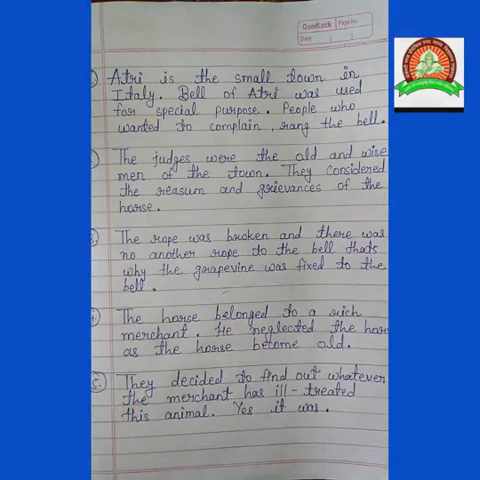 GoodLuck Page No
Date
Atri is the small town in
Italy. Bell of Atri was used
for special purpose. People who
wanted to complain, rang the bell.
The judges were the old and wise
men of the town. They considered
the reasum and grievances of the
horse.
The rope was broken and there was
no another rope to the bell thats
why the grapevine was fixed to the
bell.
The horse belonged to a rich
merchant. He neglected the hors
as the horse become old.
5. They decided to find out whatever
the merchant has ill-treated
this animal. Yes it was.